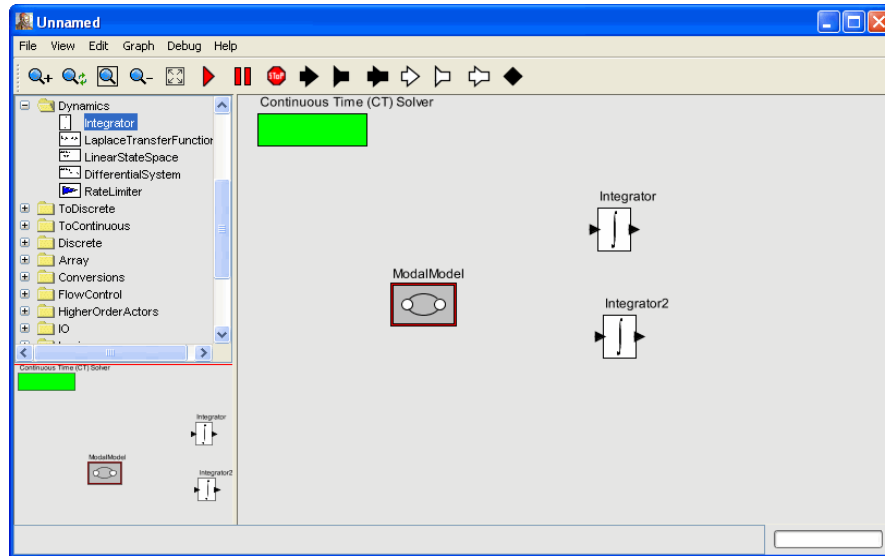 Unnamed
File View Edit Graph Debug Help
STOP
Dynamics
Integrator
LaplaceTransferFunction
LinearStateSpace
DifferentialSystem
RateLimiter
ToDiscrete
ToContinuous
Discrete
Array
Conversions
FlowControl
HigherOrderActors
IO
Continuous Time (CT) Solver
Integrator
ModalModel
Integrator2
Continuous Time (CT) Solver
Integrator
ModalModel
Integrator2